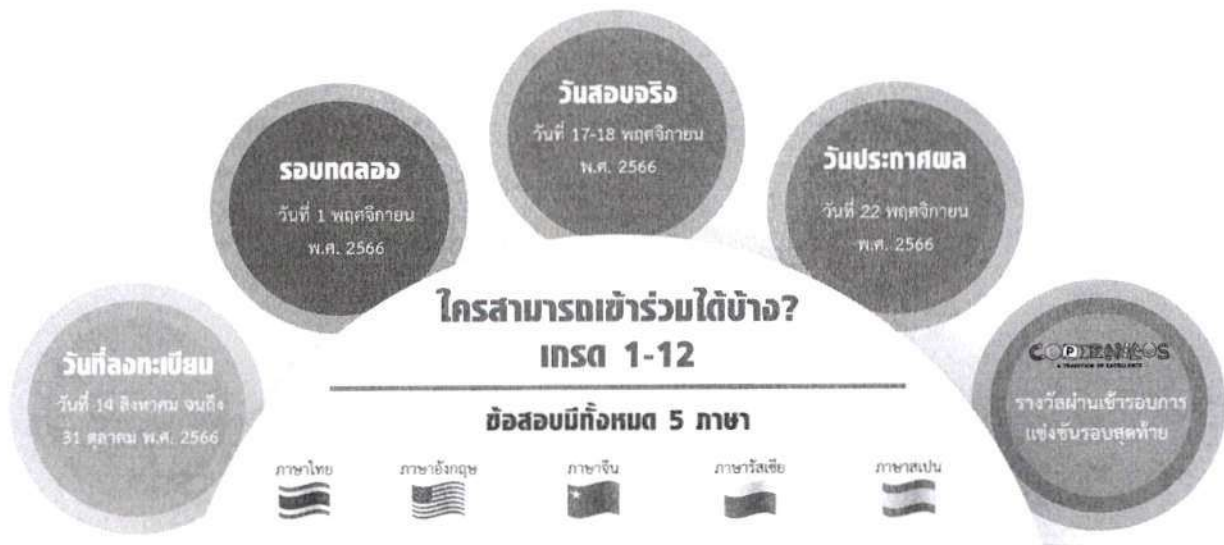 วันสอบจริง
วันที่ 17-18 พฤศจิกายน
พ.ศ. 2566
รอบทดลอง
วันที่ 1 พฤศจิกายน
พ.ศ. 2566
วันประกาศผล
วันที่ 22 พฤศจิกายน
พ.ศ. 2566
วันที่ลงทะเบียน
วันที่ 14 สิงหาคม จนถึง
31 ตุลาคม พ.ศ. 2566
ใครสามารถเข้าร่วมได้บ้าง?
เกรด 1-12
ข้อสอบมีทั้งหมด 5 ภาษา
ภาษาไทย
ภาษาอังกฤษ
ภาษาจีน
ภาษารัสเซีย
ภาษาสเปน
COPERNICUS
A TRADITION OF EXCELLENCE
รางวัลผ่านเข้ารอบการ
แข่งขันรอบสุดท้าย